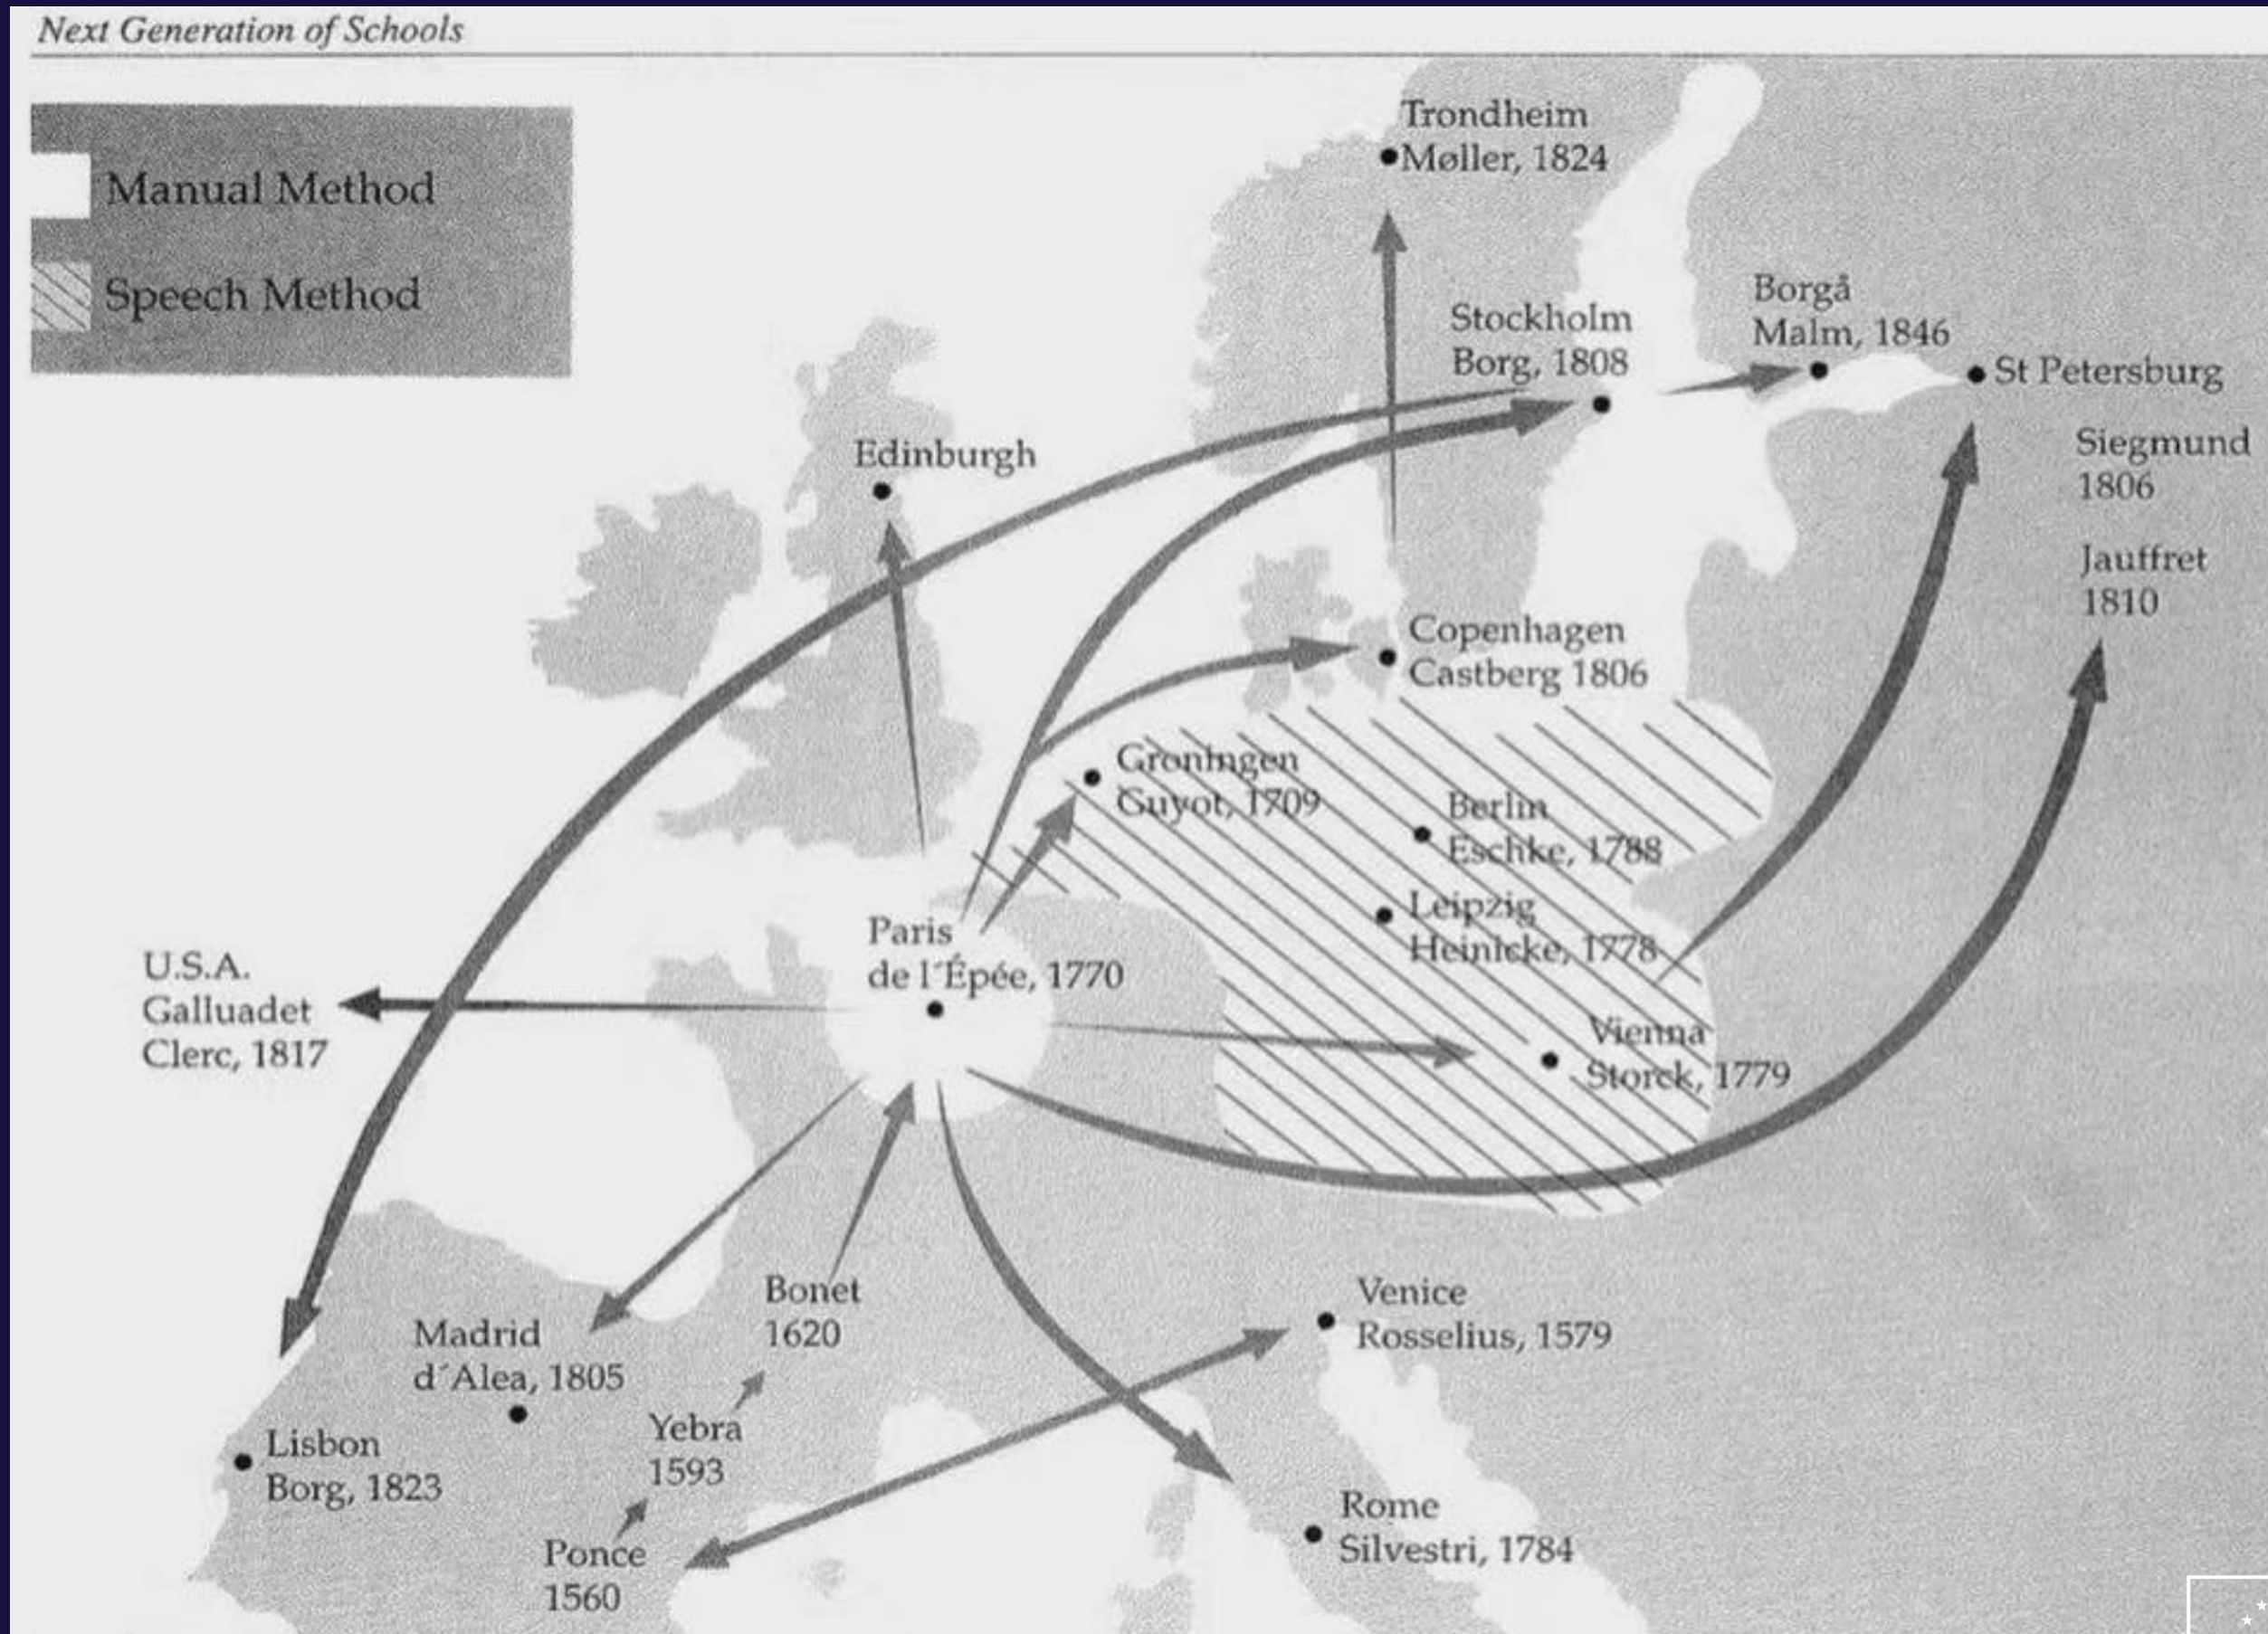 Next Generation of Schools
Manual Method
Speech Method
Trondheim
Møller, 1824
Stockholm
Borg, 1808
Borgå
Malm, 1846
St Petersburg
Siegmund
1806
Jauffret
1810
Edinburgh
Copenhagen
Castberg 1806
Groningen
Guyot, 1709
Berlin
Eschke, 1788
Leipzig
Heinicke, 1778
Paris
de l´Épée, 1770
U.S.A.
Galluadet
Clerc, 1817
Vienna
Storck, 1779
Bonet
1620
Venice
Rosselius, 1579
Madrid
d´Alea, 1805
Yebra
1593
Lisbon
Borg, 1823
Ponce
1560
Rome
Silvestri, 1784